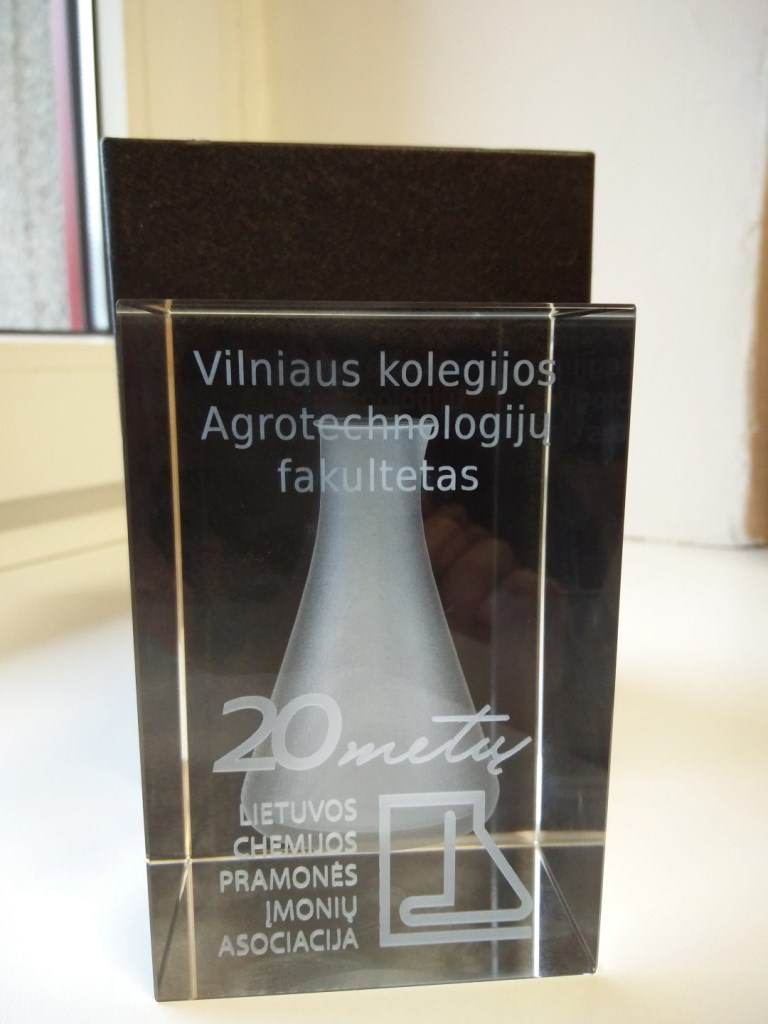 Vilniaus kolegijos
Agrotechnologijų
fakultetas
20 metų
LIETUVOS
CHEMIJOS
PRAMONĖS
ĮMONIŲ
ASOCIACIJA